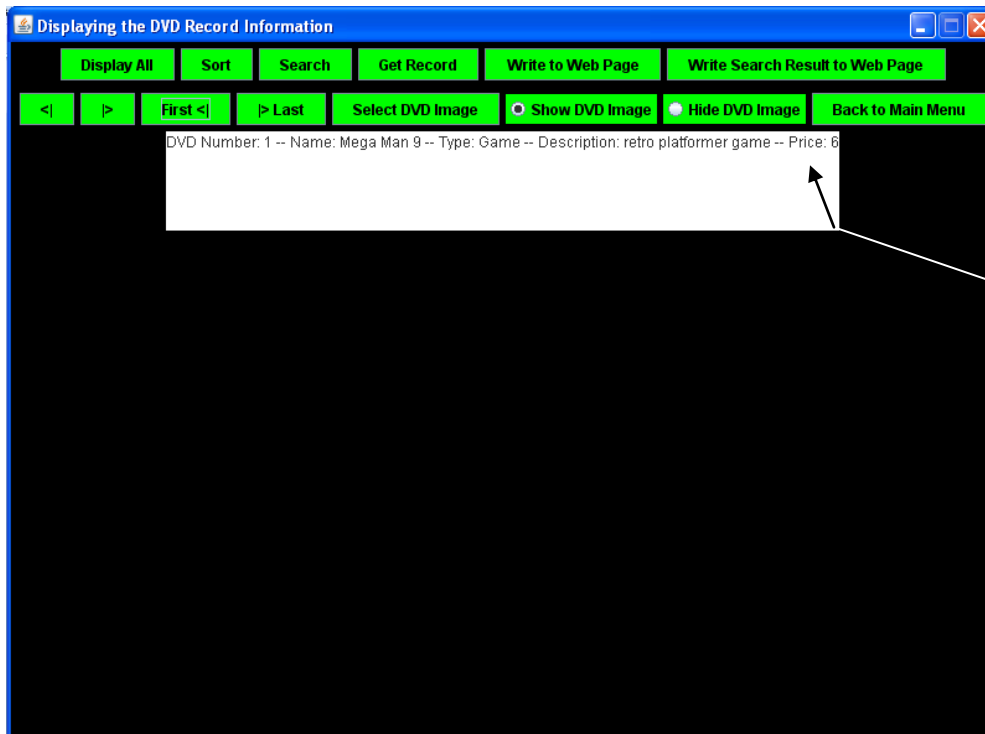 Displaying the DVD Record Information
Display All Sort Search Get Record Write to Web Page Write Search Result to Web Page
<| |> First <| |> Last Select DVD Image Show DVD Image Hide DVD Image Back to Main Menu
DVD Number: 1 -- Name: Mega Man 9 -- Type: Game -- Description: retro platformer game -- Price: 6